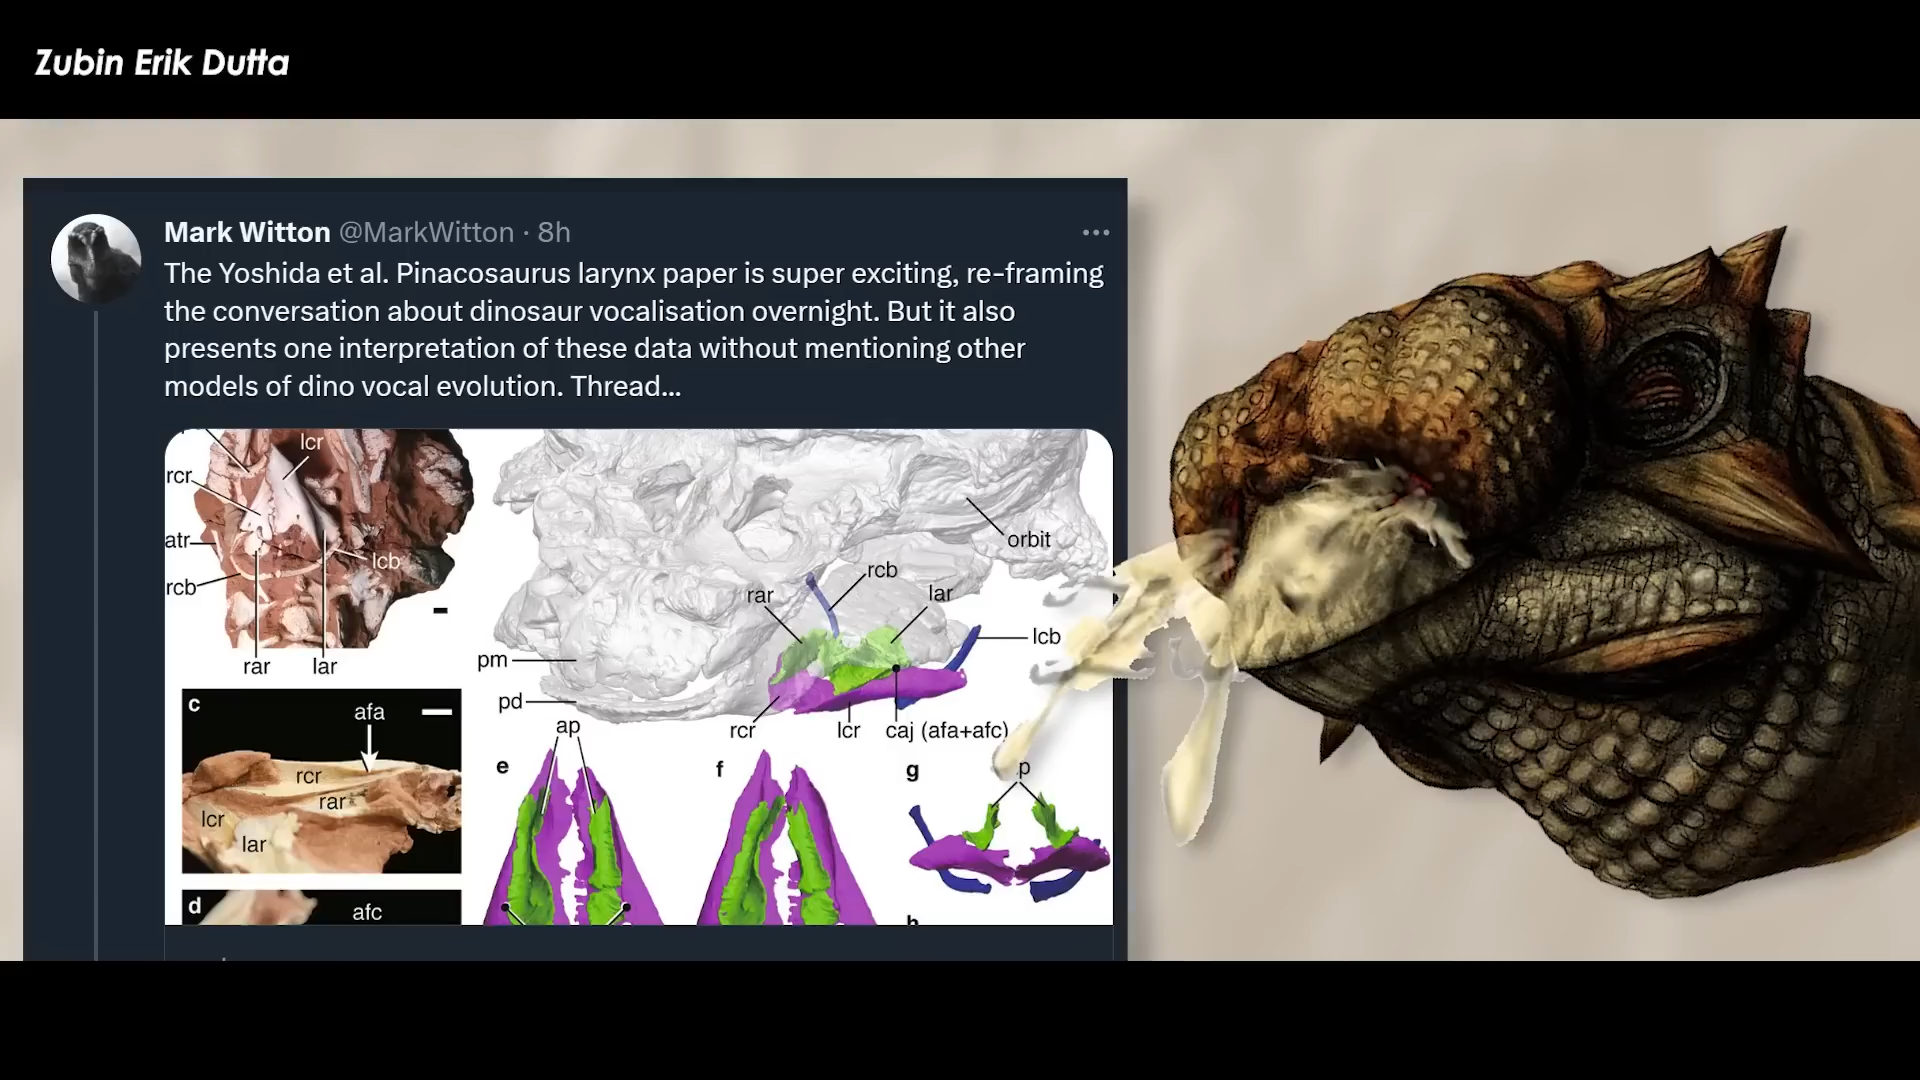 Zubin Erik Dutta
Mark Witton @MarkWitton · 8h
The Yoshida et al. Pinacosaurus larynx paper is super exciting, re-framing
the conversation about dinosaur vocalisation overnight. But it also
presents one interpretation of these data without mentioning other
models of dino vocal evolution. Thread...
lcr
rcr
atr
lcb
rcb
rar lar
orbit
rcb
rar
lar
lcb
pm
pd
rcr
lcr
caj (afa+afc)
c
afa
rcr
rar
lcr
lar
d
afc
ap
e
f
g
p